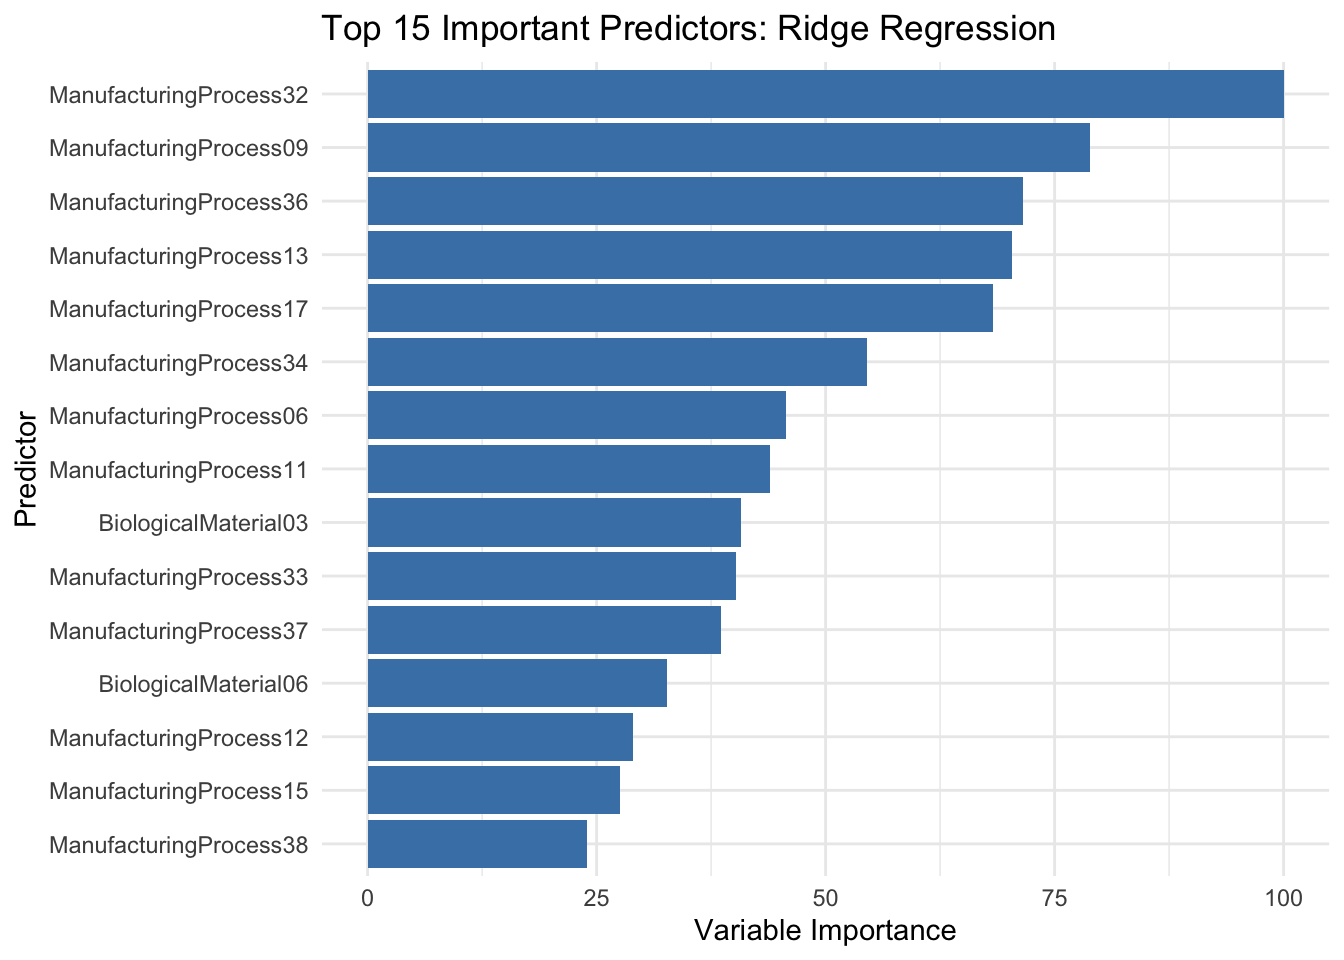 Top 15 Important Predictors: Ridge Regression
Predictor
ManufacturingProcess32
ManufacturingProcess09
ManufacturingProcess36
ManufacturingProcess13
ManufacturingProcess17
ManufacturingProcess34
ManufacturingProcess06
ManufacturingProcess11
BiologicalMaterial03
ManufacturingProcess33
ManufacturingProcess37
BiologicalMaterial06
ManufacturingProcess12
ManufacturingProcess15
ManufacturingProcess38
0 25 50 75 100
Variable Importance